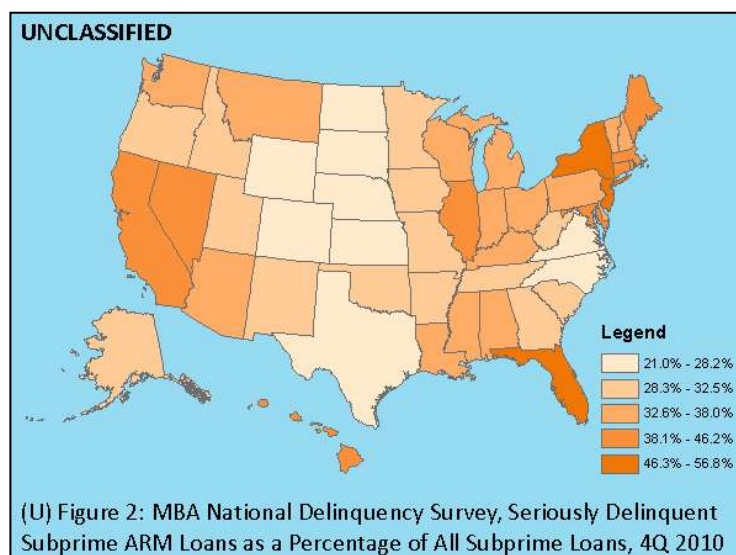 UNCLASSIFIED
Legend
21.0% - 28.2%
28.3% - 32.5%
32.6% - 38.0%
38.1% - 46.2%
46.3% - 56.8%
(U) Figure 2: MBA National Delinquency Survey, Seriously Delinquent
Subprime ARM Loans as a Percentage of All Subprime Loans, 4Q 2010